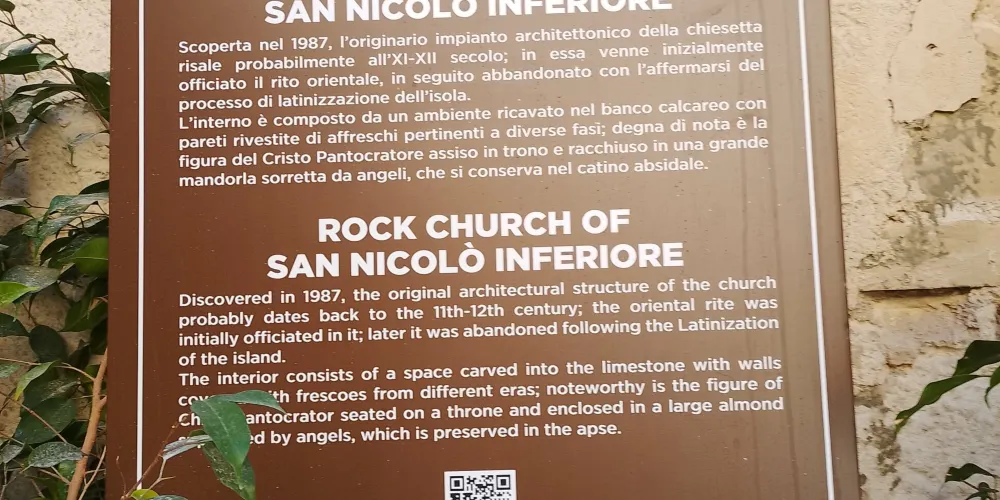 SAN NICOLÒ INFERIORE
Scoperta nel 1987, l'originario impianto architettonico della chiesetta
risale probabilmente all'XI-XII secolo; in essa venne inizialmente
officiato il rito orientale, in seguito abbandonato con l'affermarsi del
processo di latinizzazione dell'isola.
L'interno è composto da un ambiente ricavato nel banco calcareo con
pareti rivestite di affreschi pertinenti a diverse fasi; degna di nota è la
figura del Cristo Pantocratore assiso in trono e racchiuso in una grande
mandorla sorretta da angeli, che si conserva nel catino absidale.
ROCK CHURCH OF
SAN NICOLÒ INFERIORE
Discovered in 1987, the original architectural structure of the church
probably dates back to the 11th-12th century; the oriental rite was
initially officiated in it; later it was abandoned following the Latinization
of the island.
The interior consists of a space carved into the limestone with walls
frescoes from different eras; noteworthy is the figure of
seated on a throne and enclosed in a large almond
by angels, which is preserved in the apse.